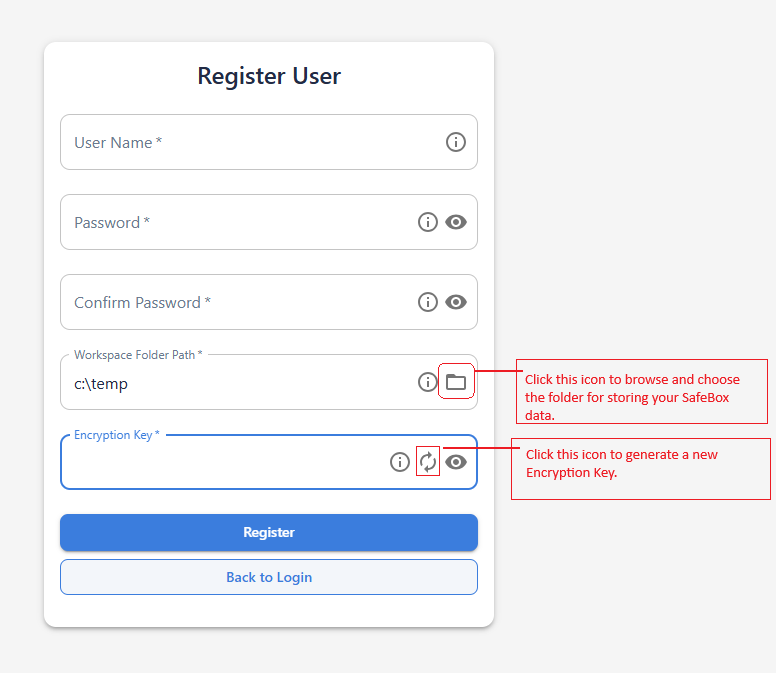 Register User
User Name *
Password *
Confirm Password *
Workspace Folder Path *
c:\temp
Click this icon to browse and choose
the folder for storing your SafeBox
data.
Encryption Key *
Click this icon to generate a new
Encryption Key.
Register
Back to Login